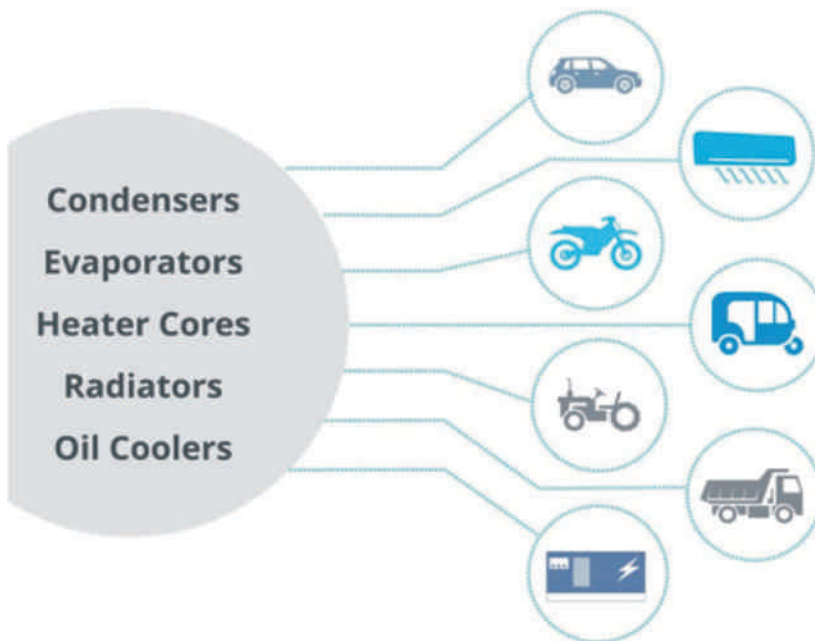 Condensers
Evaporators
Heater Cores
Radiators
Oil Coolers